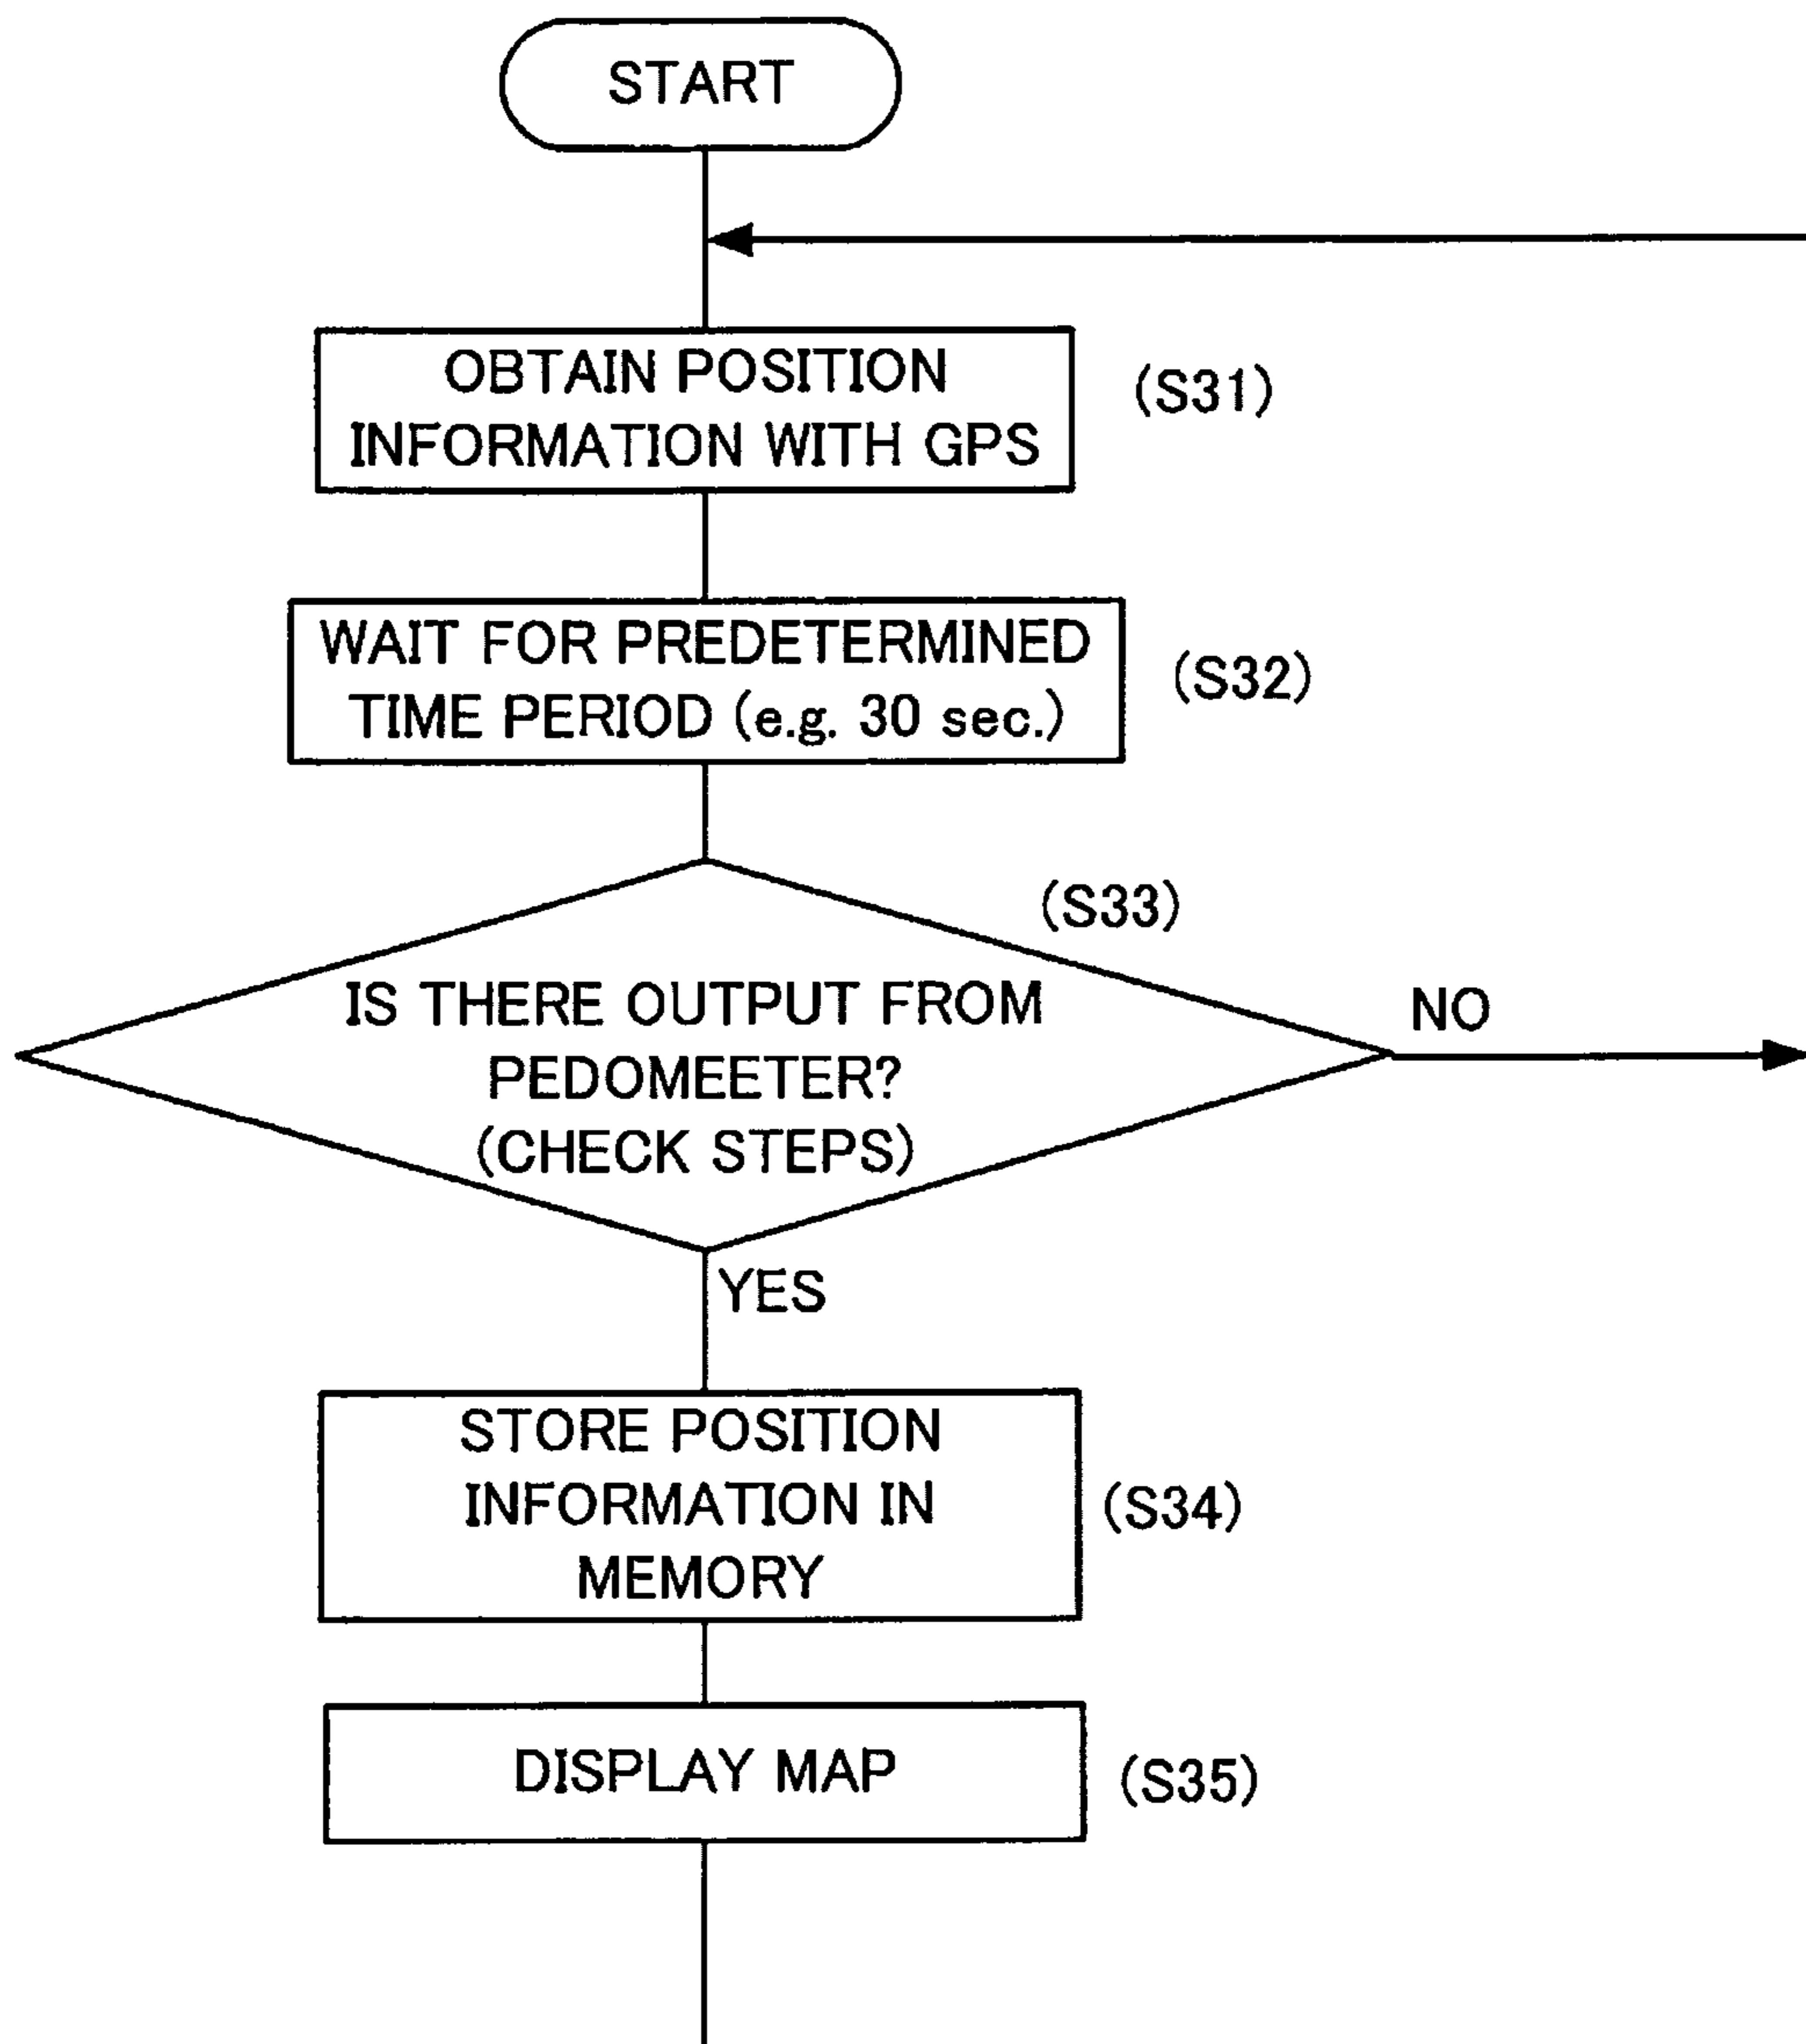 START
OBTAIN POSITION
INFORMATION WITH GPS
(S31)
WAIT FOR PREDETERMINED
TIME PERIOD (e.g. 30 sec.)
(S32)
(S33)
IS THERE OUTPUT FROM
PEDOMEETER?
(CHECK STEPS)
NO
YES
STORE POSITION
INFORMATION IN
MEMORY
(S34)
DISPLAY MAP
(S35)